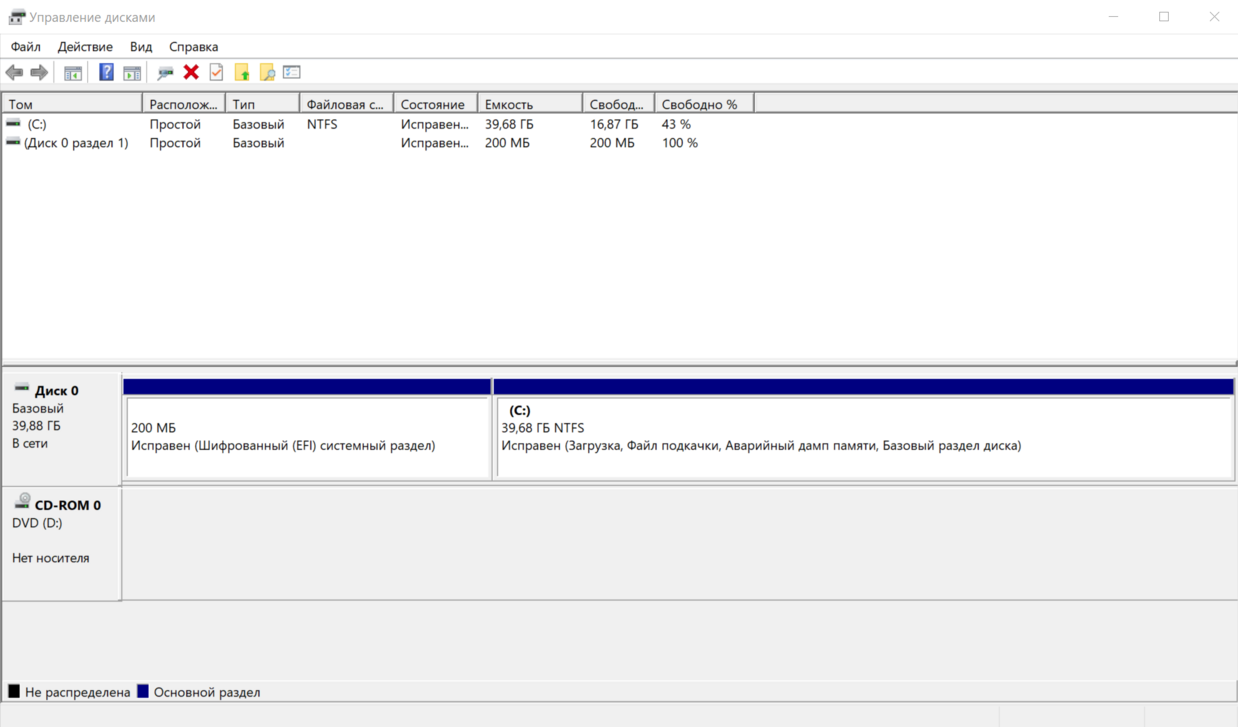 Управление дисками
Файл Действие Вид Справка
Том Располож... Тип Файловая с... Состояние Емкость Свобод... Свободно %
(C:) Простой Базовый NTFS Исправен... 39,68 ГБ 16,87 ГБ 43 %
(Диск 0 раздел 1) Простой Базовый Исправен... 200 МБ 200 МБ 100 %
Диск 0
Базовый
39,88 ГБ
В сети
200 МБ
Исправен (Шифрованный (EFI) системный раздел)
(C:)
39,68 ГБ NTFS
Исправен (Загрузка, Файл подкачки, Аварийный дамп памяти, Базовый раздел диска)
CD-ROM 0
DVD (D:)
Нет носителя
Не распределена Основной раздел